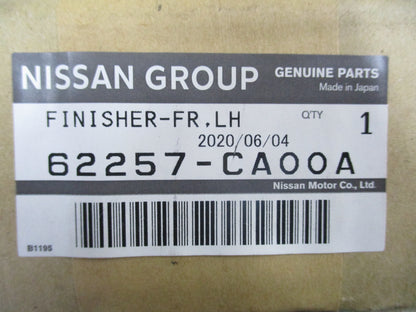 NISSAN GROUP GENUINE PARTS
Made in Japan
FINISHER-FR,LH Q'TY 1
2020/06/04
62257-CA00A
Nissan Motor Co., Ltd.
B1195